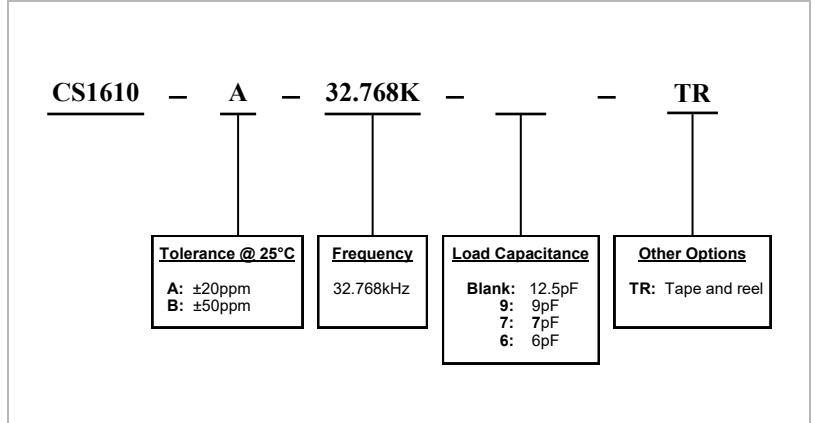 CS1610 – A – 32.768K – – TR
Tolerance @ 25°C
A: ±20ppm
B: ±50ppm
Frequency
32.768kHz
Load Capacitance
Blank: 12.5pF
9: 9pF
7: 7pF
6: 6pF
Other Options
TR: Tape and reel